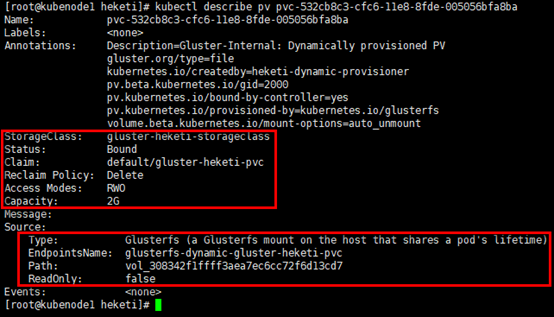 [root@kubenode1 heketi]# kubectl describe pv pvc-532cb8c3-cfc6-11e8-8fde-005056bfa8ba
Name:            pvc-532cb8c3-cfc6-11e8-8fde-005056bfa8ba
Labels:          <none>
Annotations:     Description=Gluster-Internal: Dynamically provisioned PV
                 gluster.org/type=file
                 kubernetes.io/createdby=heketi-dynamic-provisioner
                 pv.beta.kubernetes.io/gid=2000
                 pv.kubernetes.io/bound-by-controller=yes
                 pv.kubernetes.io/provisioned-by=kubernetes.io/glusterfs
                 volume.beta.kubernetes.io/mount-options=auto_unmount
StorageClass:    gluster-heketi-storageclass
Status:          Bound
Claim:           default/gluster-heketi-pvc
Reclaim Policy:  Delete
Access Modes:    RWO
Capacity:        2G
Message:
Source:
    Type:           Glusterfs (a Glusterfs mount on the host that shares a pod's lifetime)
    EndpointsName:  glusterfs-dynamic-gluster-heketi-pvc
    Path:           vol_308342f1ffff3aea7ec6cc72f6d13cd7
    ReadOnly:       false
Events:             <none>
[root@kubenode1 heketi]#